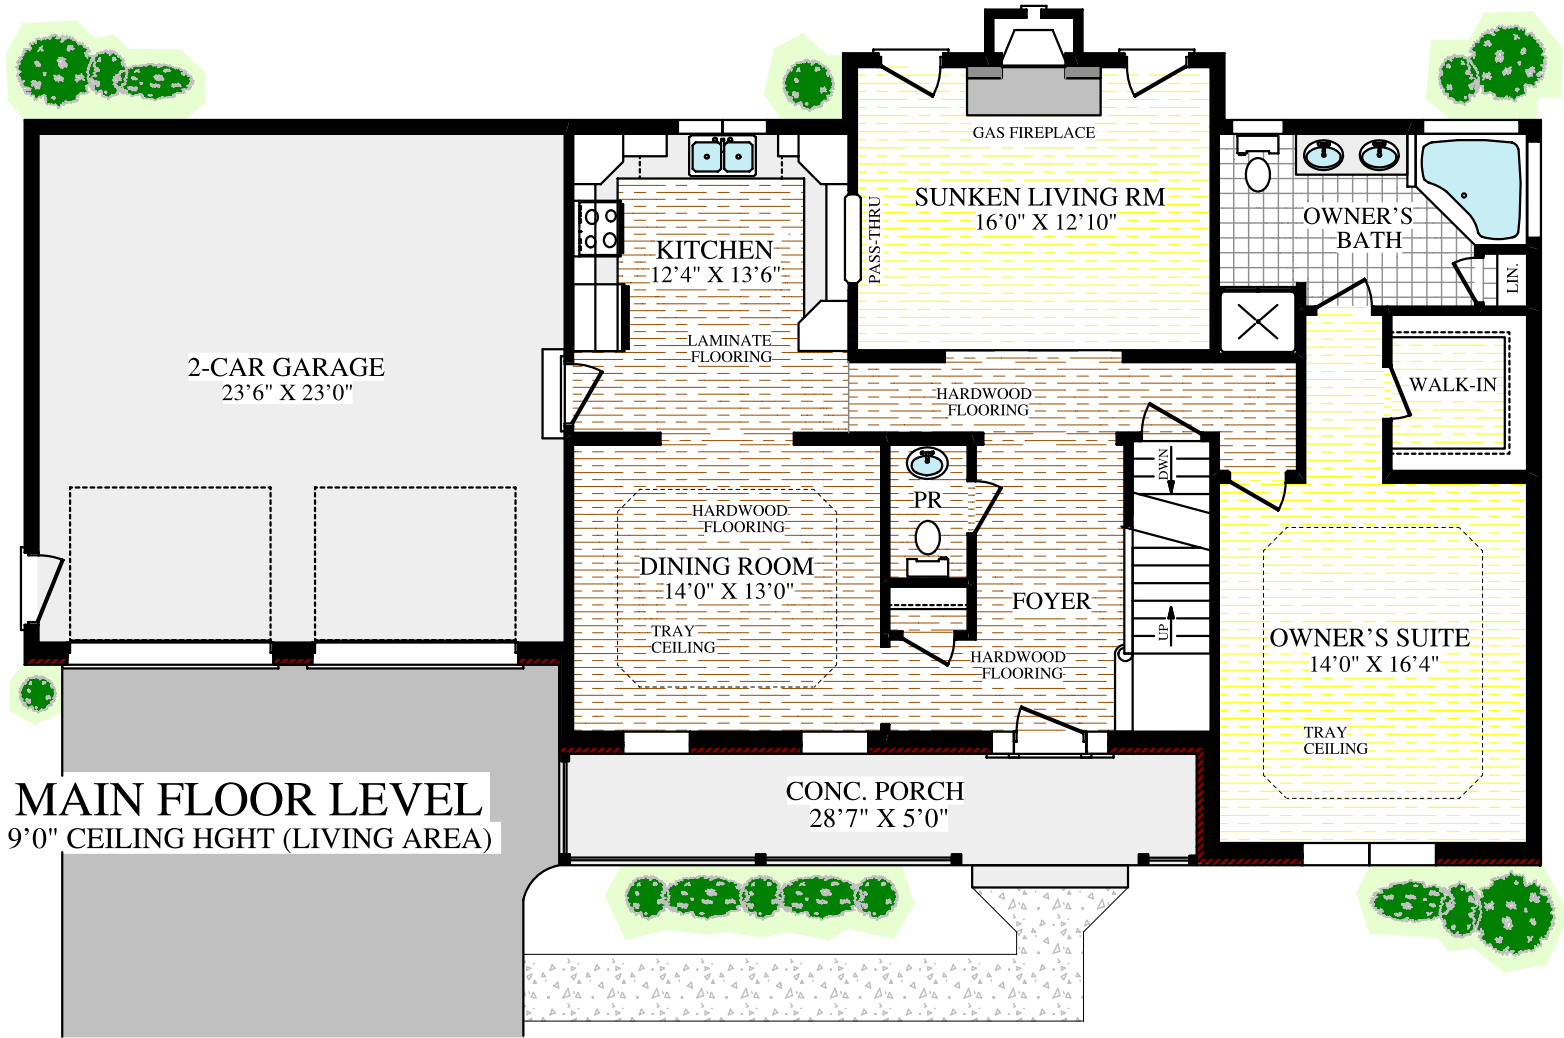 GAS FIREPLACE
SUNKEN LIVING RM
16'0" X 12'10"
PASS-THRU
OWNER'S
BATH
LIN.
KITCHEN
12'4" X 13'6"
LAMINATE
FLOORING
2-CAR GARAGE
23'6" X 23'0"
HARDWOOD
FLOORING
WALK-IN
DWN
PR
HARDWOOD
FLOORING
DINING ROOM
14'0" X 13'0"
TRAY
CEILING
FOYER
UP
HARDWOOD
FLOORING
OWNER'S SUITE
14'0" X 16'4"
TRAY
CEILING
CONC. PORCH
28'7" X 5'0"
MAIN FLOOR LEVEL
9'0" CEILING HGHT (LIVING AREA)